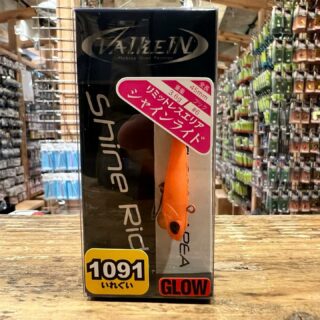 VALKEIN
リミットレスエリア
シャインライド
Shine Rid
1091
いれぐい
GLOW